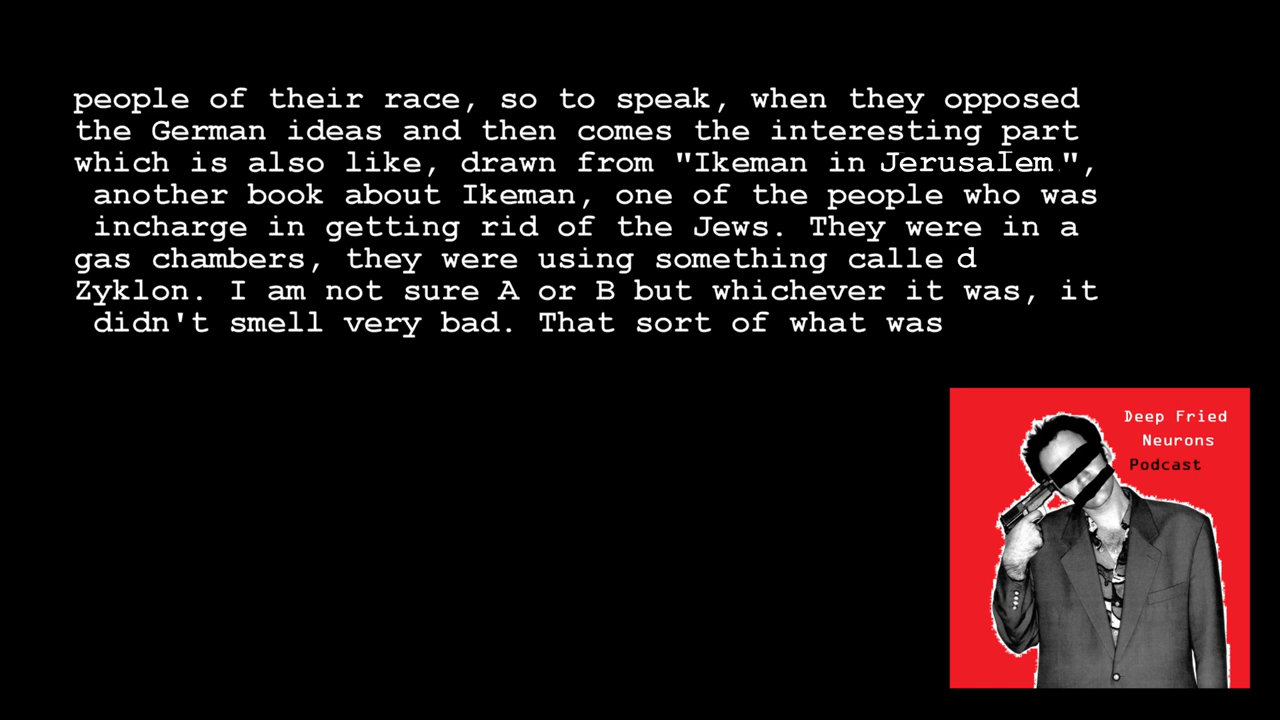 people of their race, so to speak, when they opposed
the German ideas and then comes the interesting part
which is also like, drawn from "Ikeman in Jerusalem",
another book about Ikeman, one of the people who was
incharge in getting rid of the Jews. They were in a
gas chambers, they were using something called
Zyklon. I am not sure A or B but whichever it was, it
didn't smell very bad. That sort of what was
Deep Fried
Neurons
Podcast